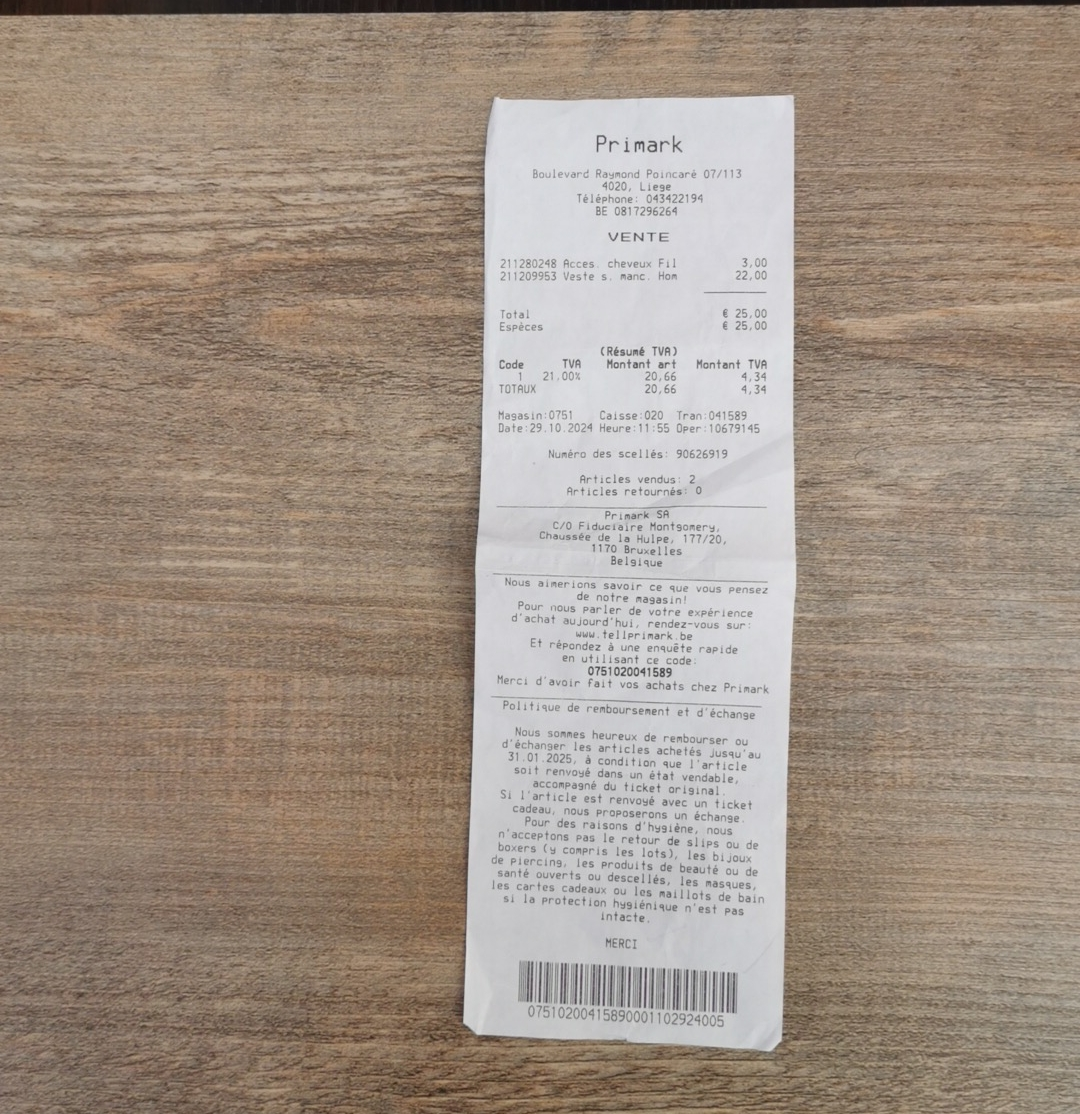 Primark
Boulevard Raymond Poincaré 07/113
4020, Liege
Téléphone: 043422194
BE 0817296264
VENTE
211280248 Acces. cheveux Fil 3,00
211209953 Veste s. manc. Hom 22,00
Total € 25,00
Espèces € 25,00
(Résumé TVA)
Code TVA Montant art Montant TVA
1 21.00% 20,66 4,34
TOTAUX 20,66 4,34
Magasin:0751 Caisse:020 Tran:041589
Date:29.10.2024 Heure:11:55 Oper:10679145
Numéro des scellés: 90626919
Articles vendus: 2
Articles retournés: 0
Primark SA
C/O Fiduciaire Montgomery,
Chaussée de la Hulpe, 177/20,
1170 Bruxelles
Belgique
Nous aimerions savoir ce que vous pensez
de notre magasin!
Pour nous parler de votre expérience
d'achat aujourd'hui, rendez-vous sur:
www.tellprimark.be
Et répondez à une enquête rapide
en utilisant ce code:
0751020041589
Merci d'avoir fait vos achats chez Primark
Politique de remboursement et d'échange
Nous sommes heureux de rembourser ou
d'échanger les articles achetés jusqu'au
31.01.2025, à condition que l'article
soit renvoyé dans un état vendable,
accompagné du ticket original.
Si l'article est renvoyé avec un ticket
cadeau, nous proposerons un échange.
Pour des raisons d'hygiène, nous
n'acceptons pas le retour de slips ou de
boxers (y compris les lots), les bijoux
de piercing, les produits de beauté ou de
santé ouverts ou descellés, les masques,
les cartes cadeaux ou les maillots de bain
si la protection hygiénique n'est pas
intacte.
MERCI
07510200415890001102924005